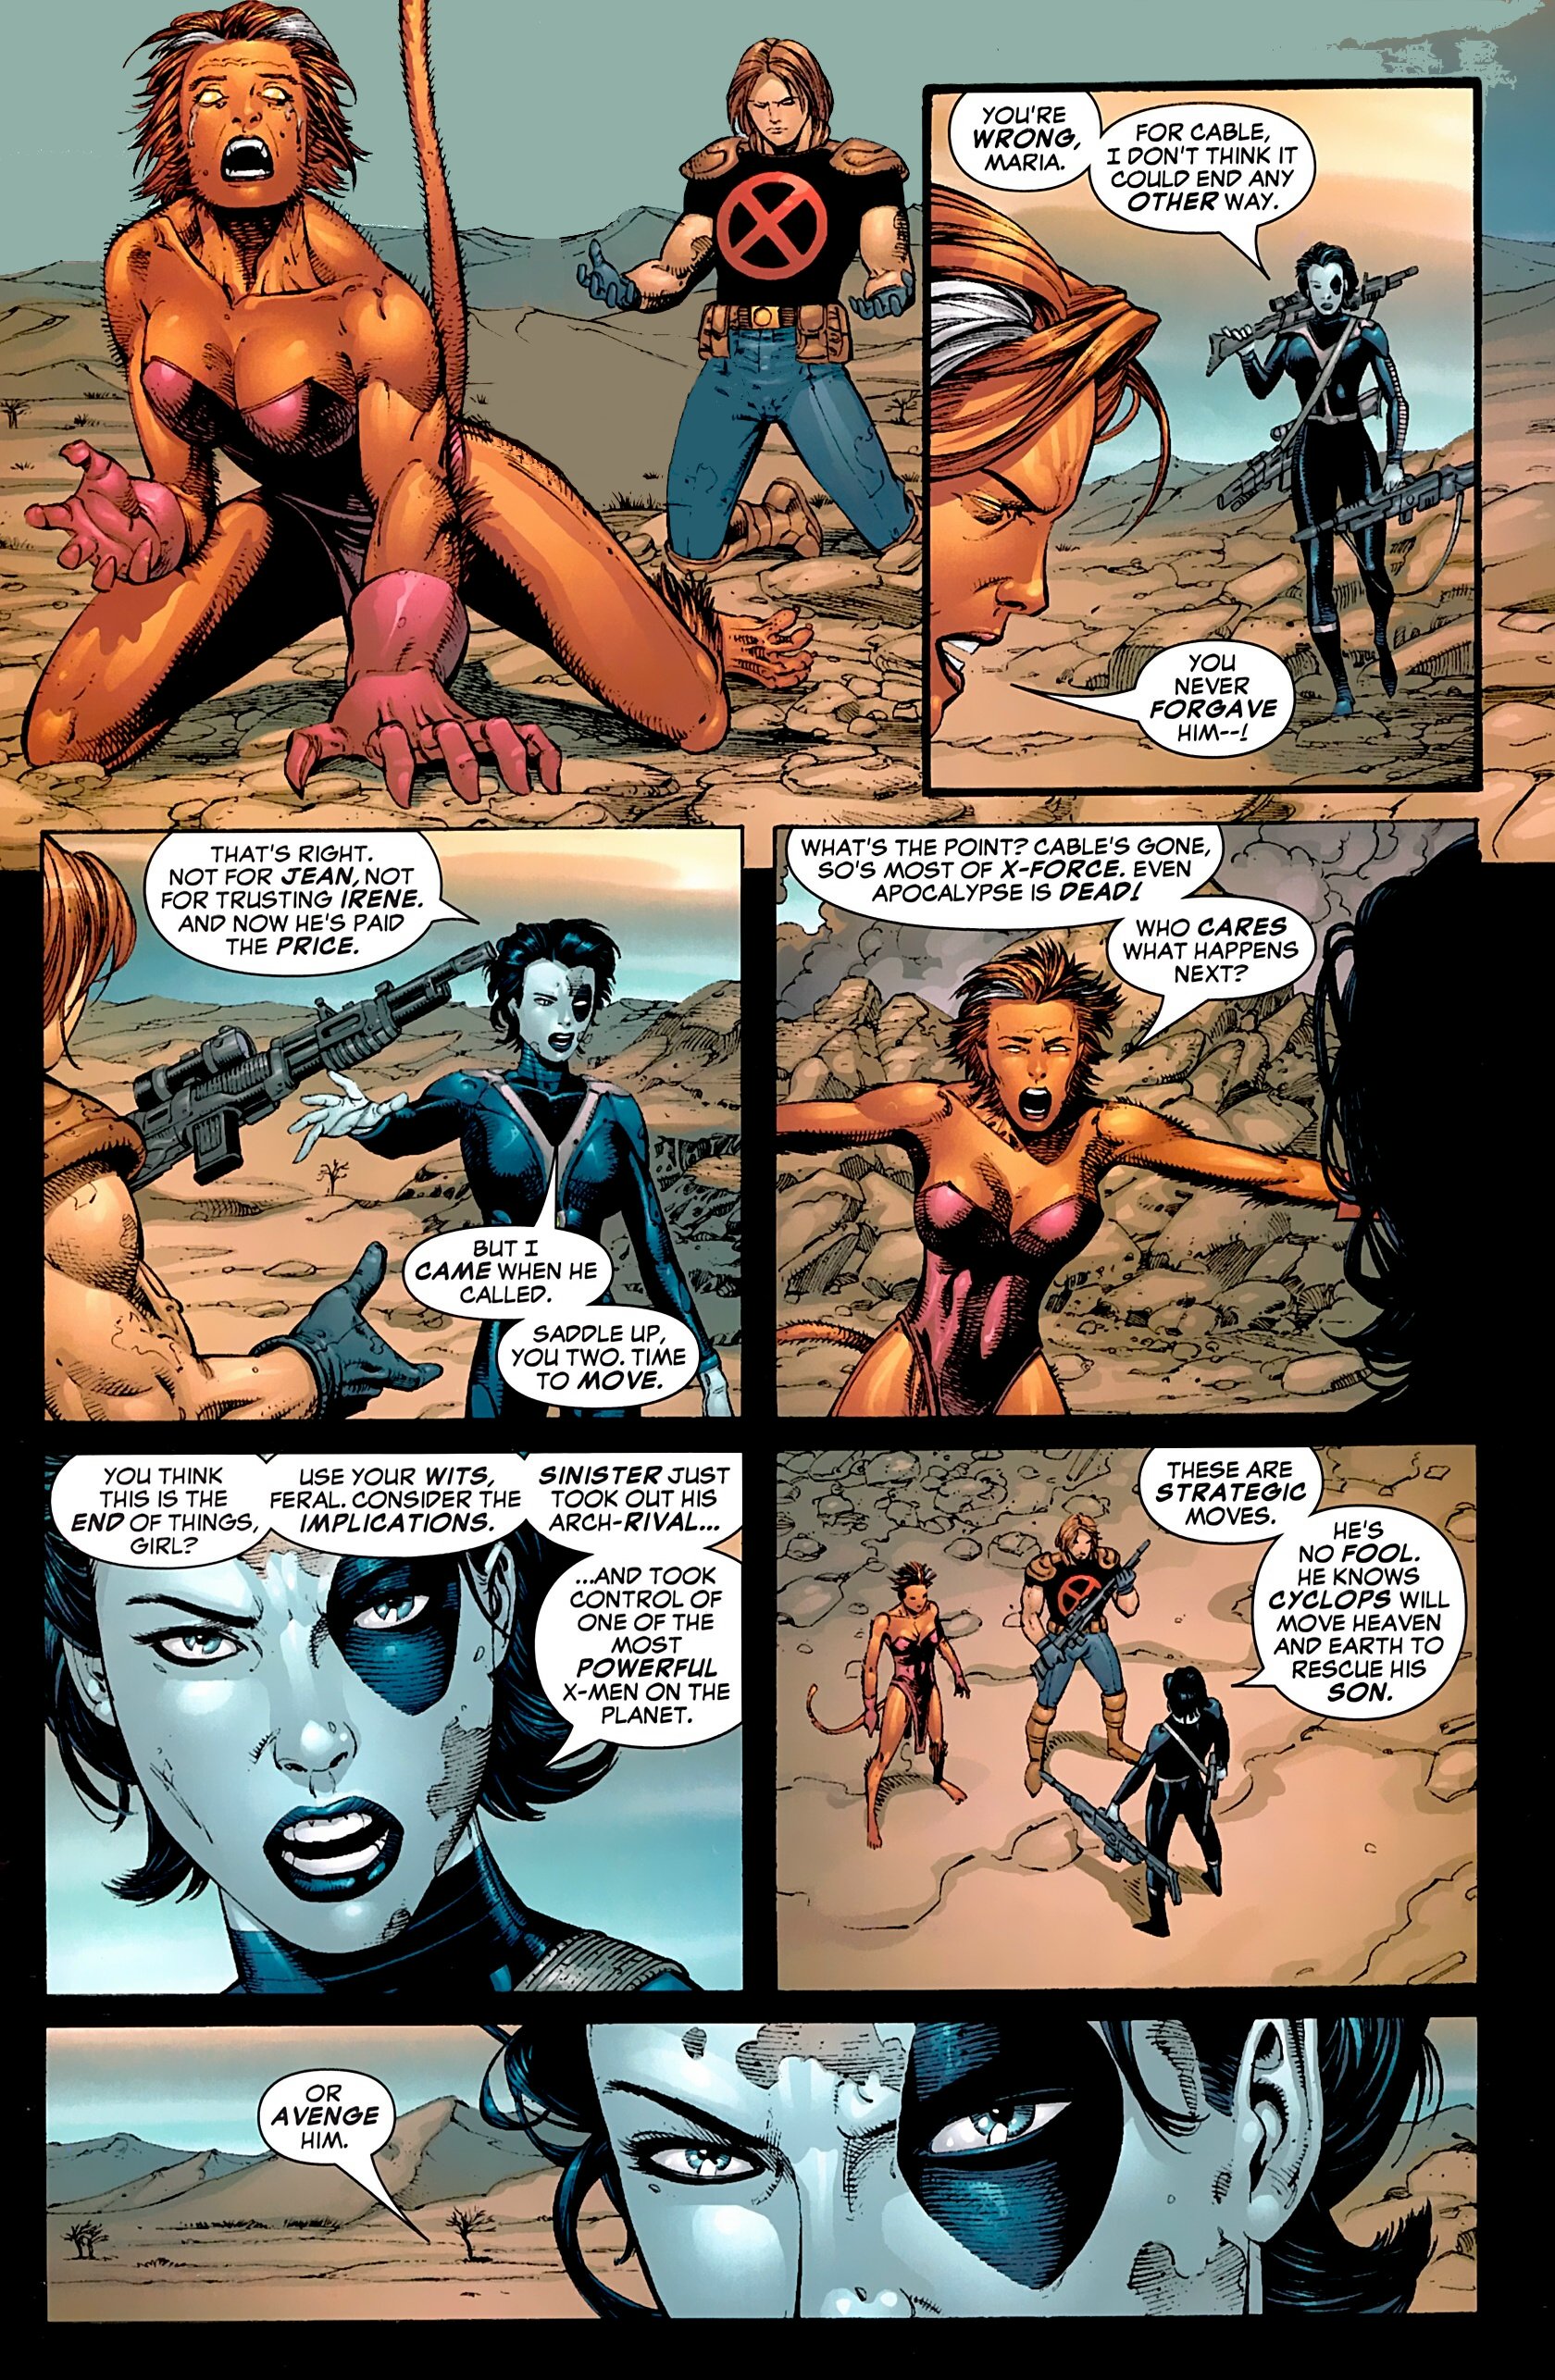 YOU'RE
WRONG,
MARIA.
FOR CABLE,
I DON'T THINK IT
COULD END ANY
OTHER WAY.
YOU
NEVER
FORGAVE
HIM--!
THAT'S RIGHT.
NOT FOR JEAN, NOT
FOR TRUSTING IRENE.
AND NOW HE'S PAID
THE PRICE.
BUT I
CAME WHEN HE
CALLED.
SADDLE UP,
YOU TWO. TIME
TO MOVE.
WHAT'S THE POINT? CABLE'S GONE,
SO'S MOST OF X-FORCE. EVEN
APOCALYPSE IS DEAD!
WHO CARES
WHAT HAPPENS
NEXT?
YOU THINK
THIS IS THE
END OF THINGS,
GIRL?
USE YOUR WITS,
FERAL. CONSIDER THE
IMPLICATIONS.
SINISTER JUST
TOOK OUT HIS
ARCH-RIVAL...
...AND TOOK
CONTROL OF
ONE OF THE
MOST
POWERFUL
X-MEN ON THE
PLANET.
THESE ARE
STRATEGIC
MOVES.
HE'S
NO FOOL.
HE KNOWS
CYCLOPS WILL
MOVE HEAVEN
AND EARTH TO
RESCUE HIS
SON.
OR
AVENGE
HIM.